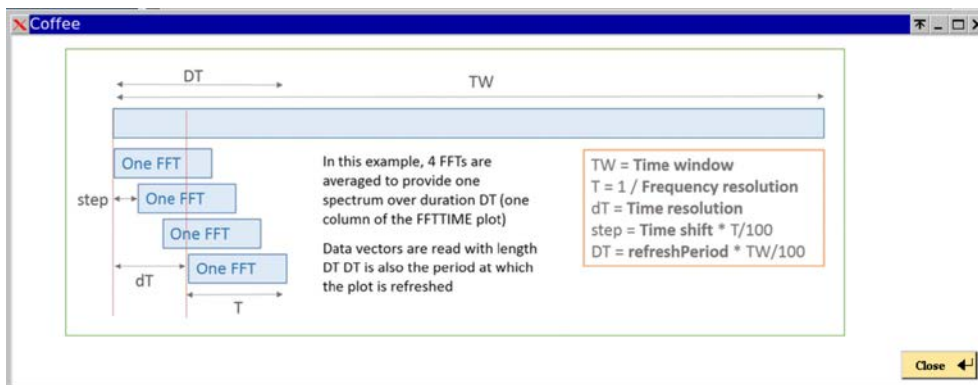 Coffee
DT
TW
One FFT
In this example, 4 FFTs are
averaged to provide one
spectrum over duration DT (one
column of the FFTTIME plot)
Data vectors are read with length
DT DT is also the period at which
the plot is refreshed
TW = Time window
T = 1 / Frequency resolution
dT = Time resolution
step = Time shift * T/100
DT = refreshPeriod * TW/100
step
One FFT
One FFT
One FFT
dT
T
Close